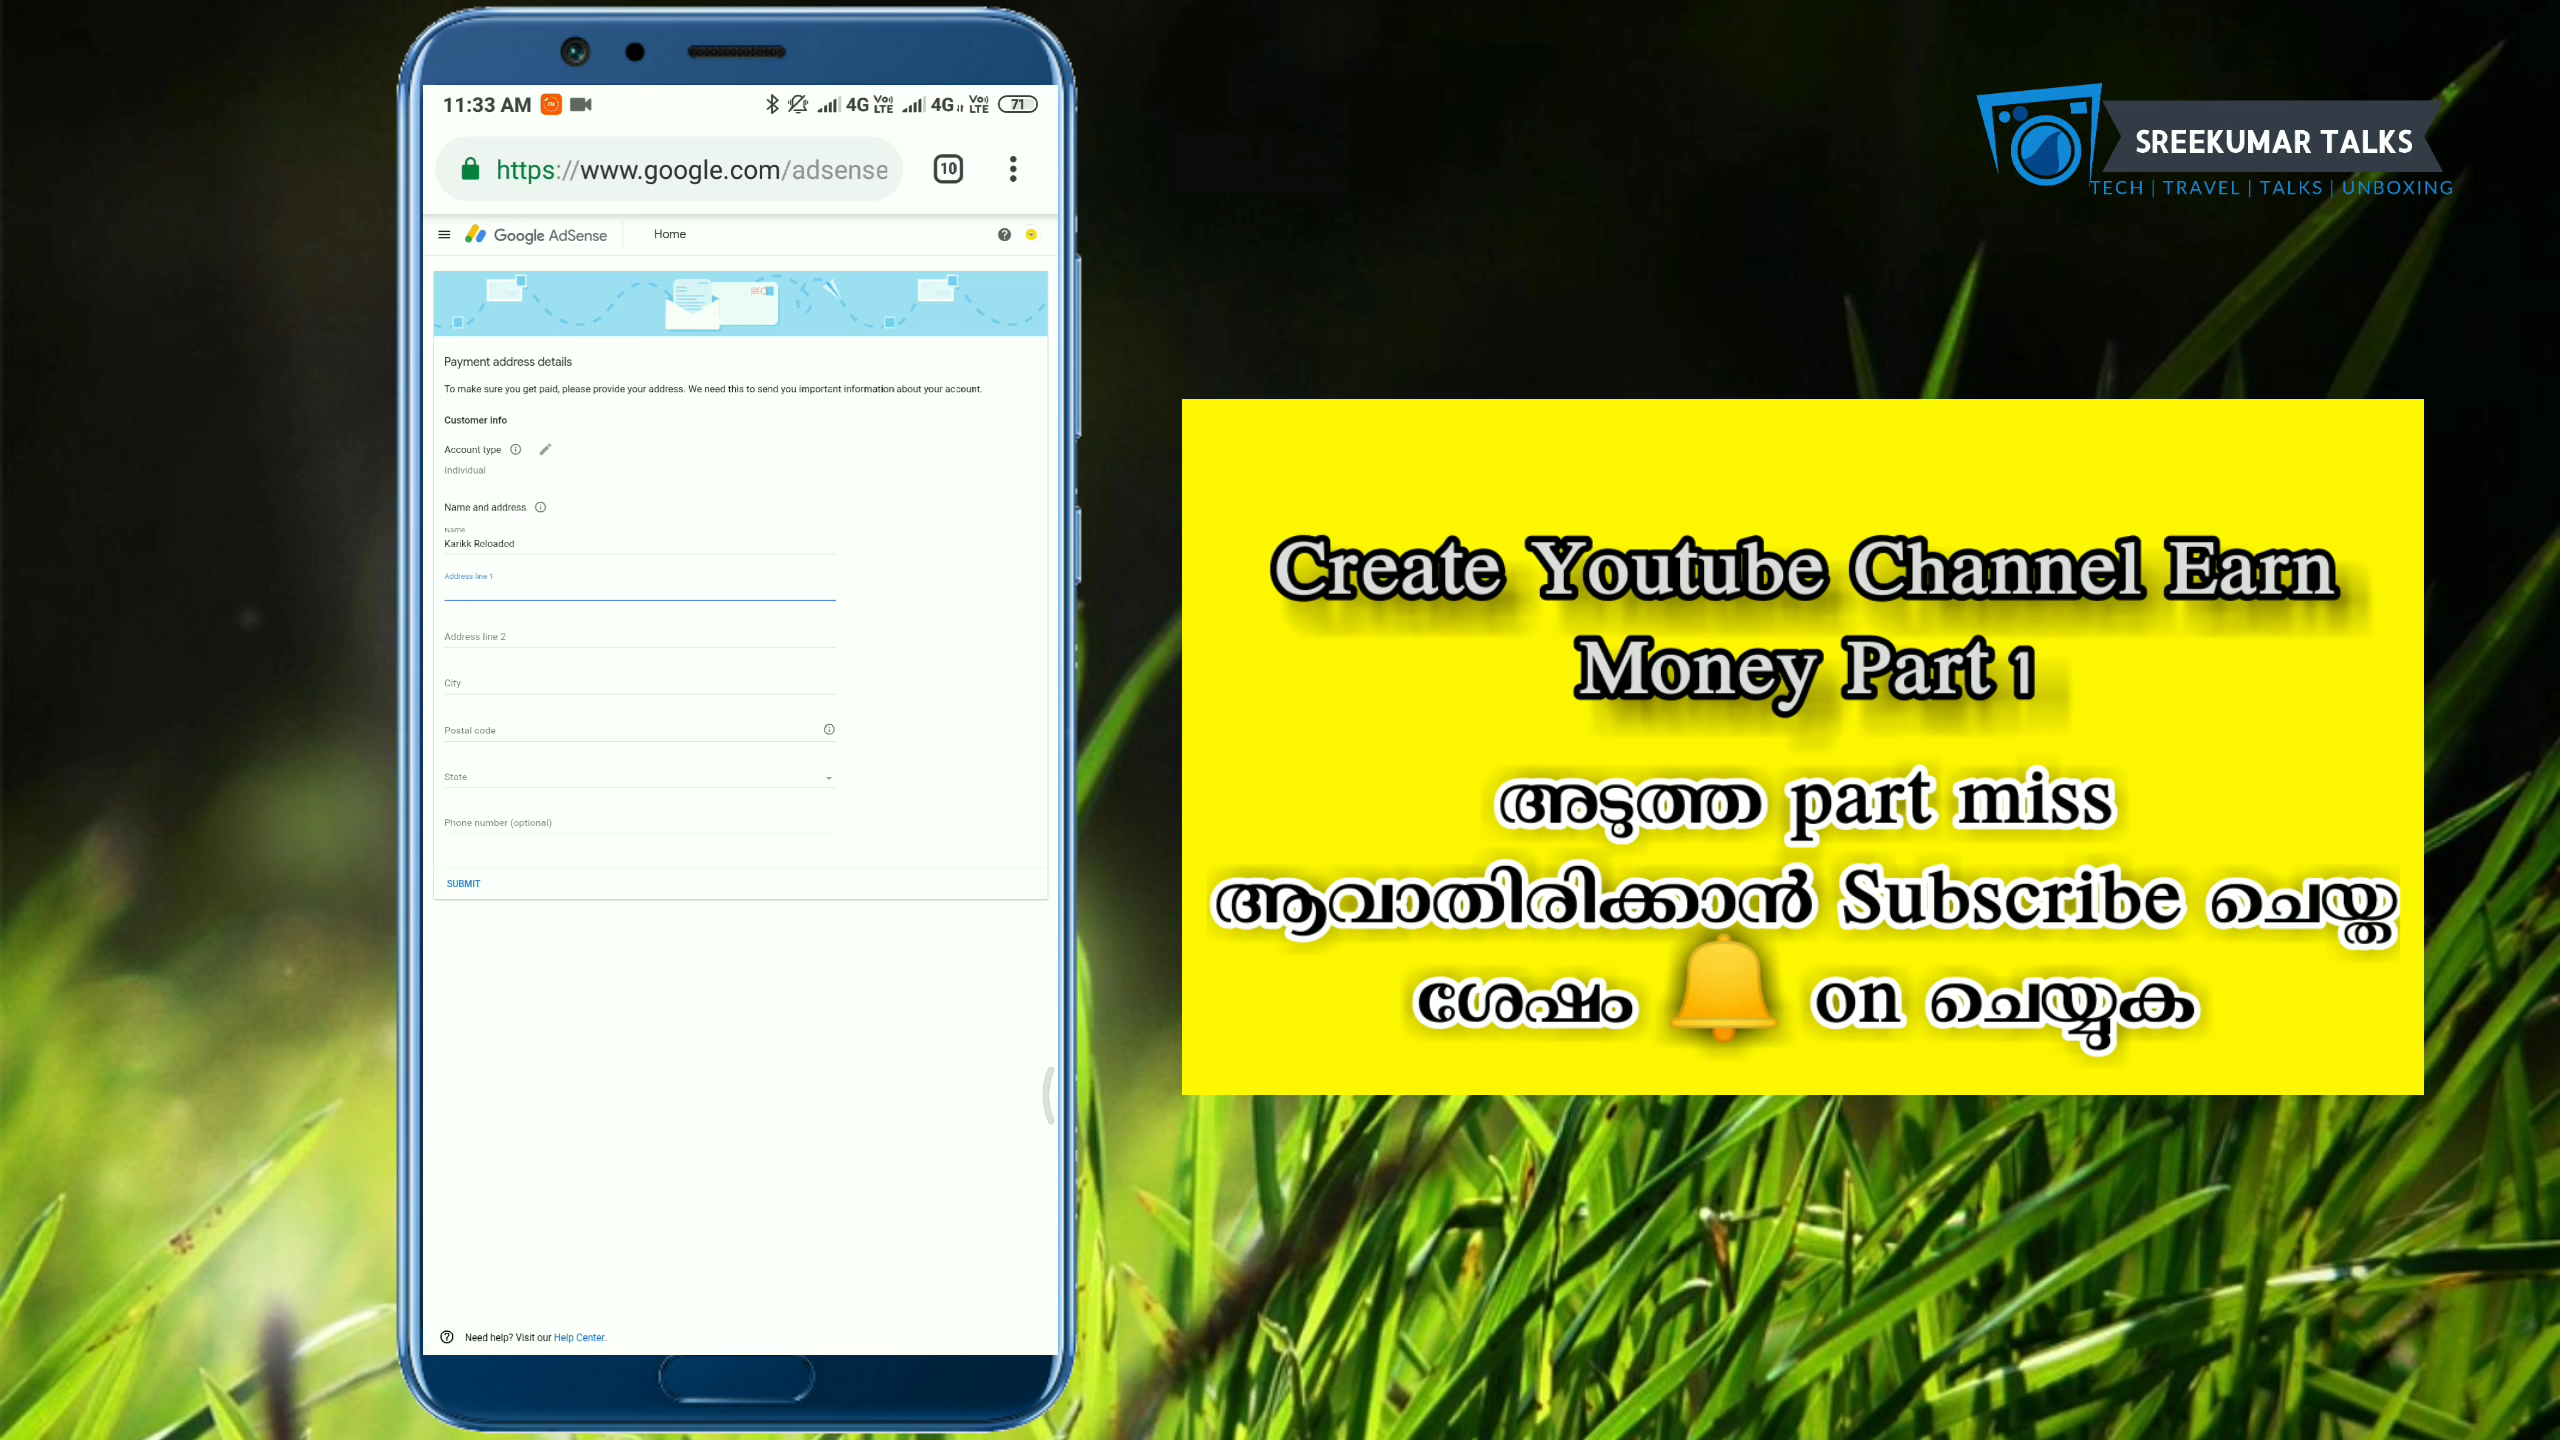 11:33 AM
4G Vo)) LTE 4G Vo)) LTE 71
https://www.google.com/adsense
10
Google AdSense
Home
Payment address details
To make sure you get paid, please provide your address. We need this to send you important information about your account.
Customer info
Account type
Individual
Name and address
Name
Karikk Reloaded
Address line 1
Address line 2
City
Postal code
State
Phone number (optional)
SUBMIT
Need help? Visit our Help Center.
SREEKUMAR TALKS
TECH | TRAVEL | TALKS | UNBOXING
Create Youtube Channel Earn
Money Part 1
അടുത്ത part miss
ആവാതിരിക്കാൻ Subscribe ചെയ്തു
ശേഷം 🔔 on ചെയ്യുക